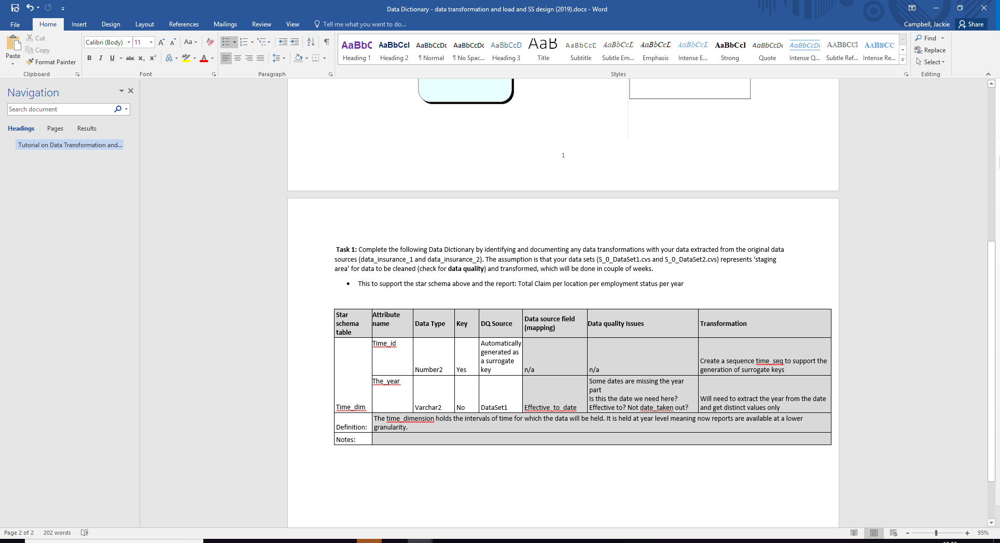 Data Dictionary - data transformation and load and SS design (2019).docx - Word
File Home Insert Design Layout References Mailings Review View Tell me what you want to do... Campbell, Jackie Share
Paste
Cut
Copy
Format Painter
Clipboard
Calibri (Body) 11
Font
Paragraph
AaBbC AaBbCcI AaBbCcDc AaBbCcDc AaBbCcD AaB AaBbCcD AaBbCcL AaBbCcL AaBbCcL AaBbCcI AaBbCcDc AaBbCcDc AABBCCI AABBCC
Heading 1 Heading 2 ¶ Normal ¶ No Spac... Heading 3 Title Subtitle Subtle Em... Emphasis Intense E... Strong Quote Intense Q... Subtle Ref... Intense Re...
Styles
Find
Replace
Select
Editing
Navigation
Search document
Headings Pages Results
Tutorial on Data Transformation and...
1
Task 1: Complete the following Data Dictionary by identifying and documenting any data transformations with your data extracted from the original data
sources (data_insurance_1 and data_insurance_2). The assumption is that your data sets (S_0_DataSet1.cvs and S_0_DataSet2.cvs) represents ‘staging
area’ for data to be cleaned (check for data quality) and transformed, which will be done in couple of weeks.
• This to support the star schema above and the report: Total Claim per location per employment status per year
Star schema table
Attribute name
Data Type
Key
DQ Source
Data source field (mapping)
Data quality Issues
Transformation
Time_dim
Time_id
Number2
Yes
Automatically
generated as
a surrogate
key
n/a
n/a
Create a sequence time_seq to support the
generation of surrogate keys
The_year
Varchar2
No
DataSet1
Effective_to_date
Some dates are missing the year
part
Is this the date we need here?
Effective to? Not date_taken out?
Will need to extract the year from the date
and get distinct values only
Definition:
The time_dimension holds the intervals of time for which the data will be held. It is held at year level meaning now reports are available at a lower
granularity.
Notes:
Page 2 of 2 202 words
95%